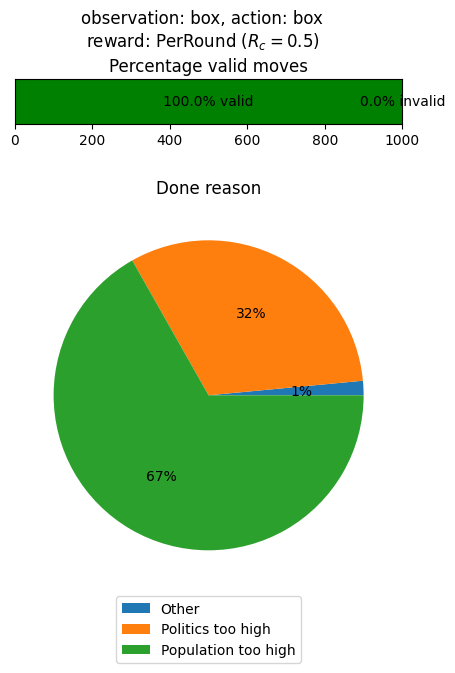 observation: box, action: box
reward: PerRound ($R_c = 0.5$)
Percentage valid moves
100.0% valid
0.0% invalid
0 200 400 600 800 1000
Done reason
32%
1%
67%
Other
Politics too high
Population too high